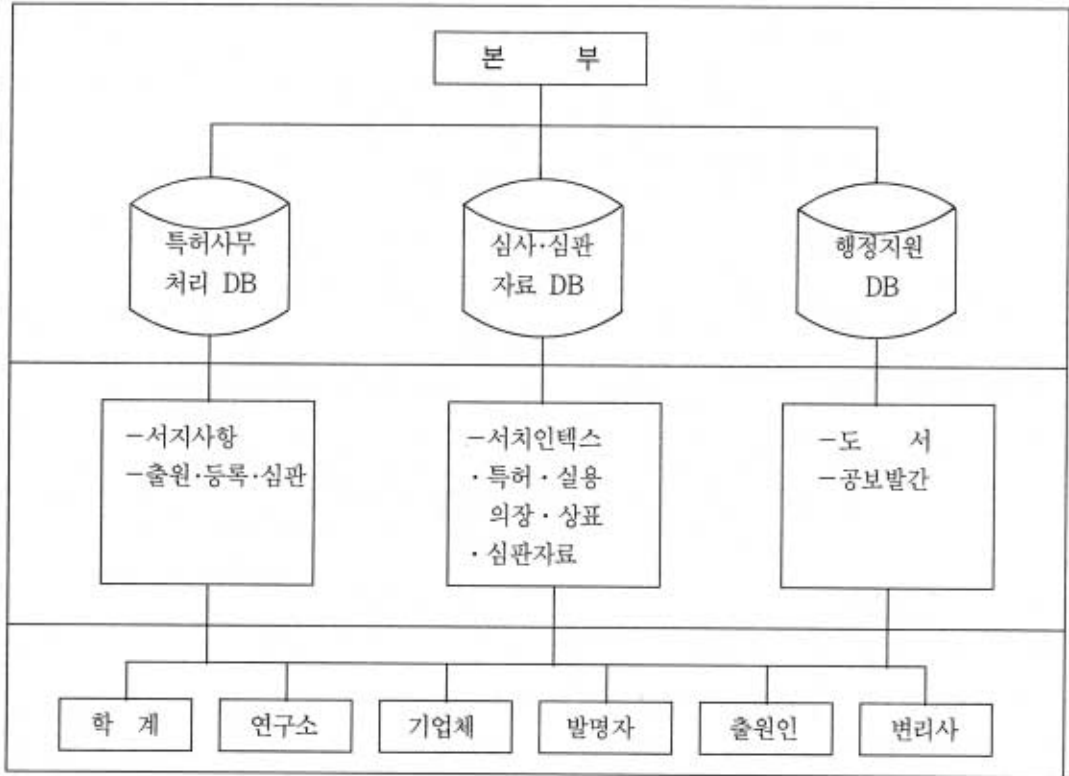 본 부
특허사무
처리 DB
심사·심판
자료 DB
행정지원
DB
-서지사항
-출원·등록·심판
-서치인텍스
·특허·실용
의장·상표
·심판자료
-도 서
-공보발간
학 계
연구소
기업체
발명자
출원인
변리사